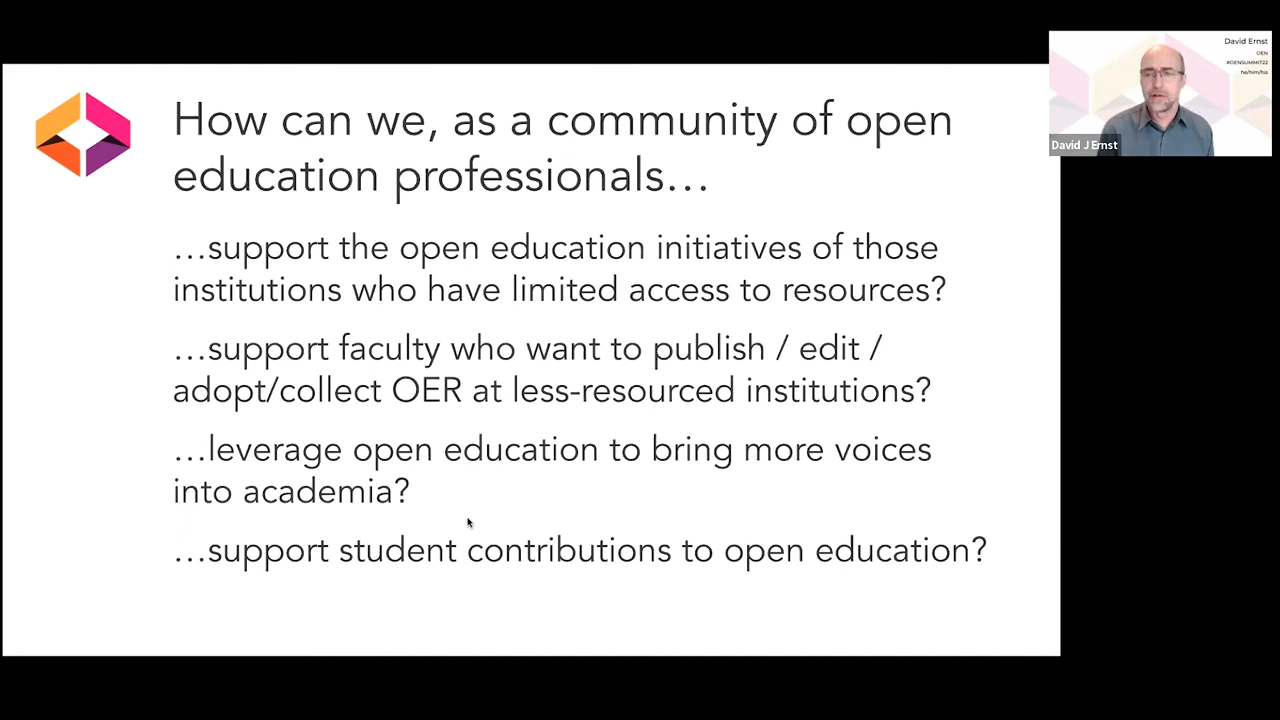 How can we, as a community of open
education professionals…
…support the open education initiatives of those
institutions who have limited access to resources?
…support faculty who want to publish / edit /
adopt/collect OER at less-resourced institutions?
…leverage open education to bring more voices
into academia?
…support student contributions to open education?
David Ernst
OEN
#OENSUMMIT22
he/him/his
David J Ernst